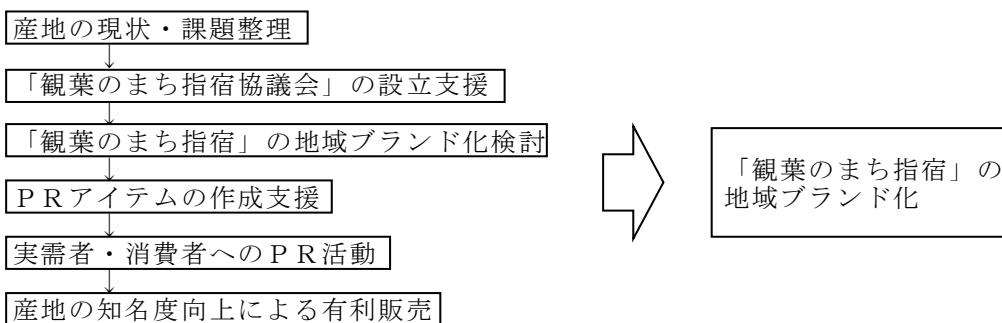 産地の現状・課題整理
「観葉のまち指宿協議会」の設立支援
「観葉のまち指宿」の地域ブランド化検討
ＰＲアイテムの作成支援
実需者・消費者へのＰＲ活動
産地の知名度向上による有利販売
「観葉のまち指宿」の
地域ブランド化